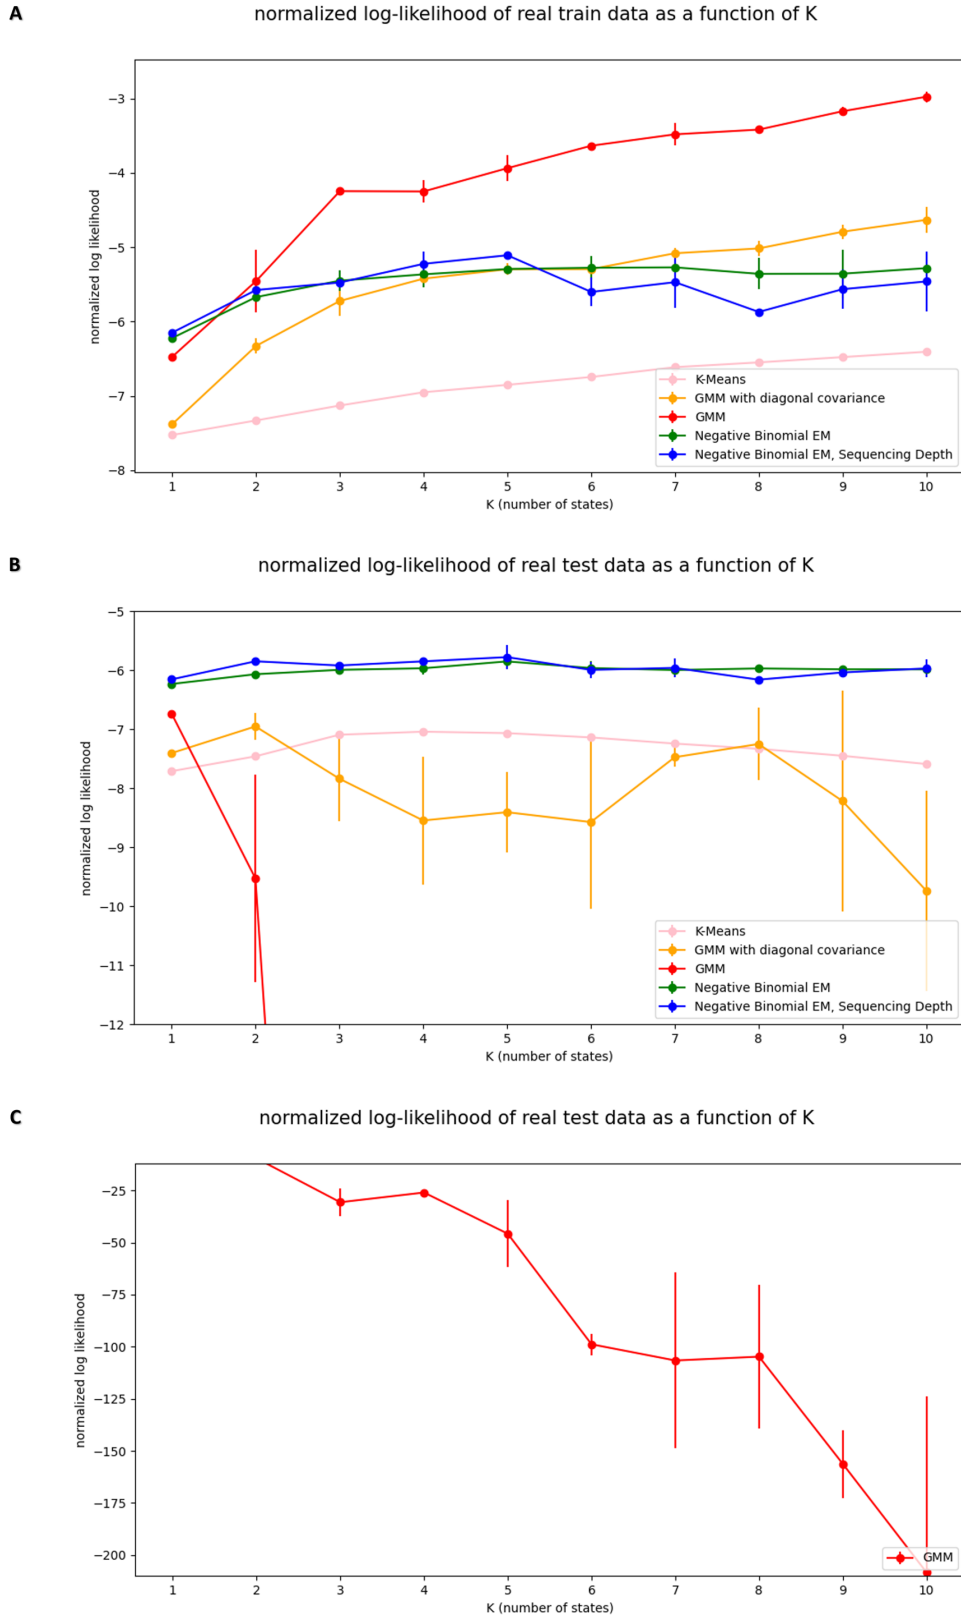 A
normalized log-likelihood of real train data as a function of K
normalized log likelihood
−3
−4
−5
−6
−7
−8
K-Means
GMM with diagonal covariance
GMM
Negative Binomial EM
Negative Binomial EM, Sequencing Depth
1 2 3 4 5 6 7 8 9 10
K (number of states)
B
normalized log-likelihood of real test data as a function of K
normalized log likelihood
−5
−6
−7
−8
−9
−10
−11
−12
K-Means
GMM with diagonal covariance
GMM
Negative Binomial EM
Negative Binomial EM, Sequencing Depth
1 2 3 4 5 6 7 8 9 10
K (number of states)
C
normalized log-likelihood of real test data as a function of K
normalized log likelihood
−25
−50
−75
−100
−125
−150
−175
−200
GMM
1 2 3 4 5 6 7 8 9 10
K (number of states)